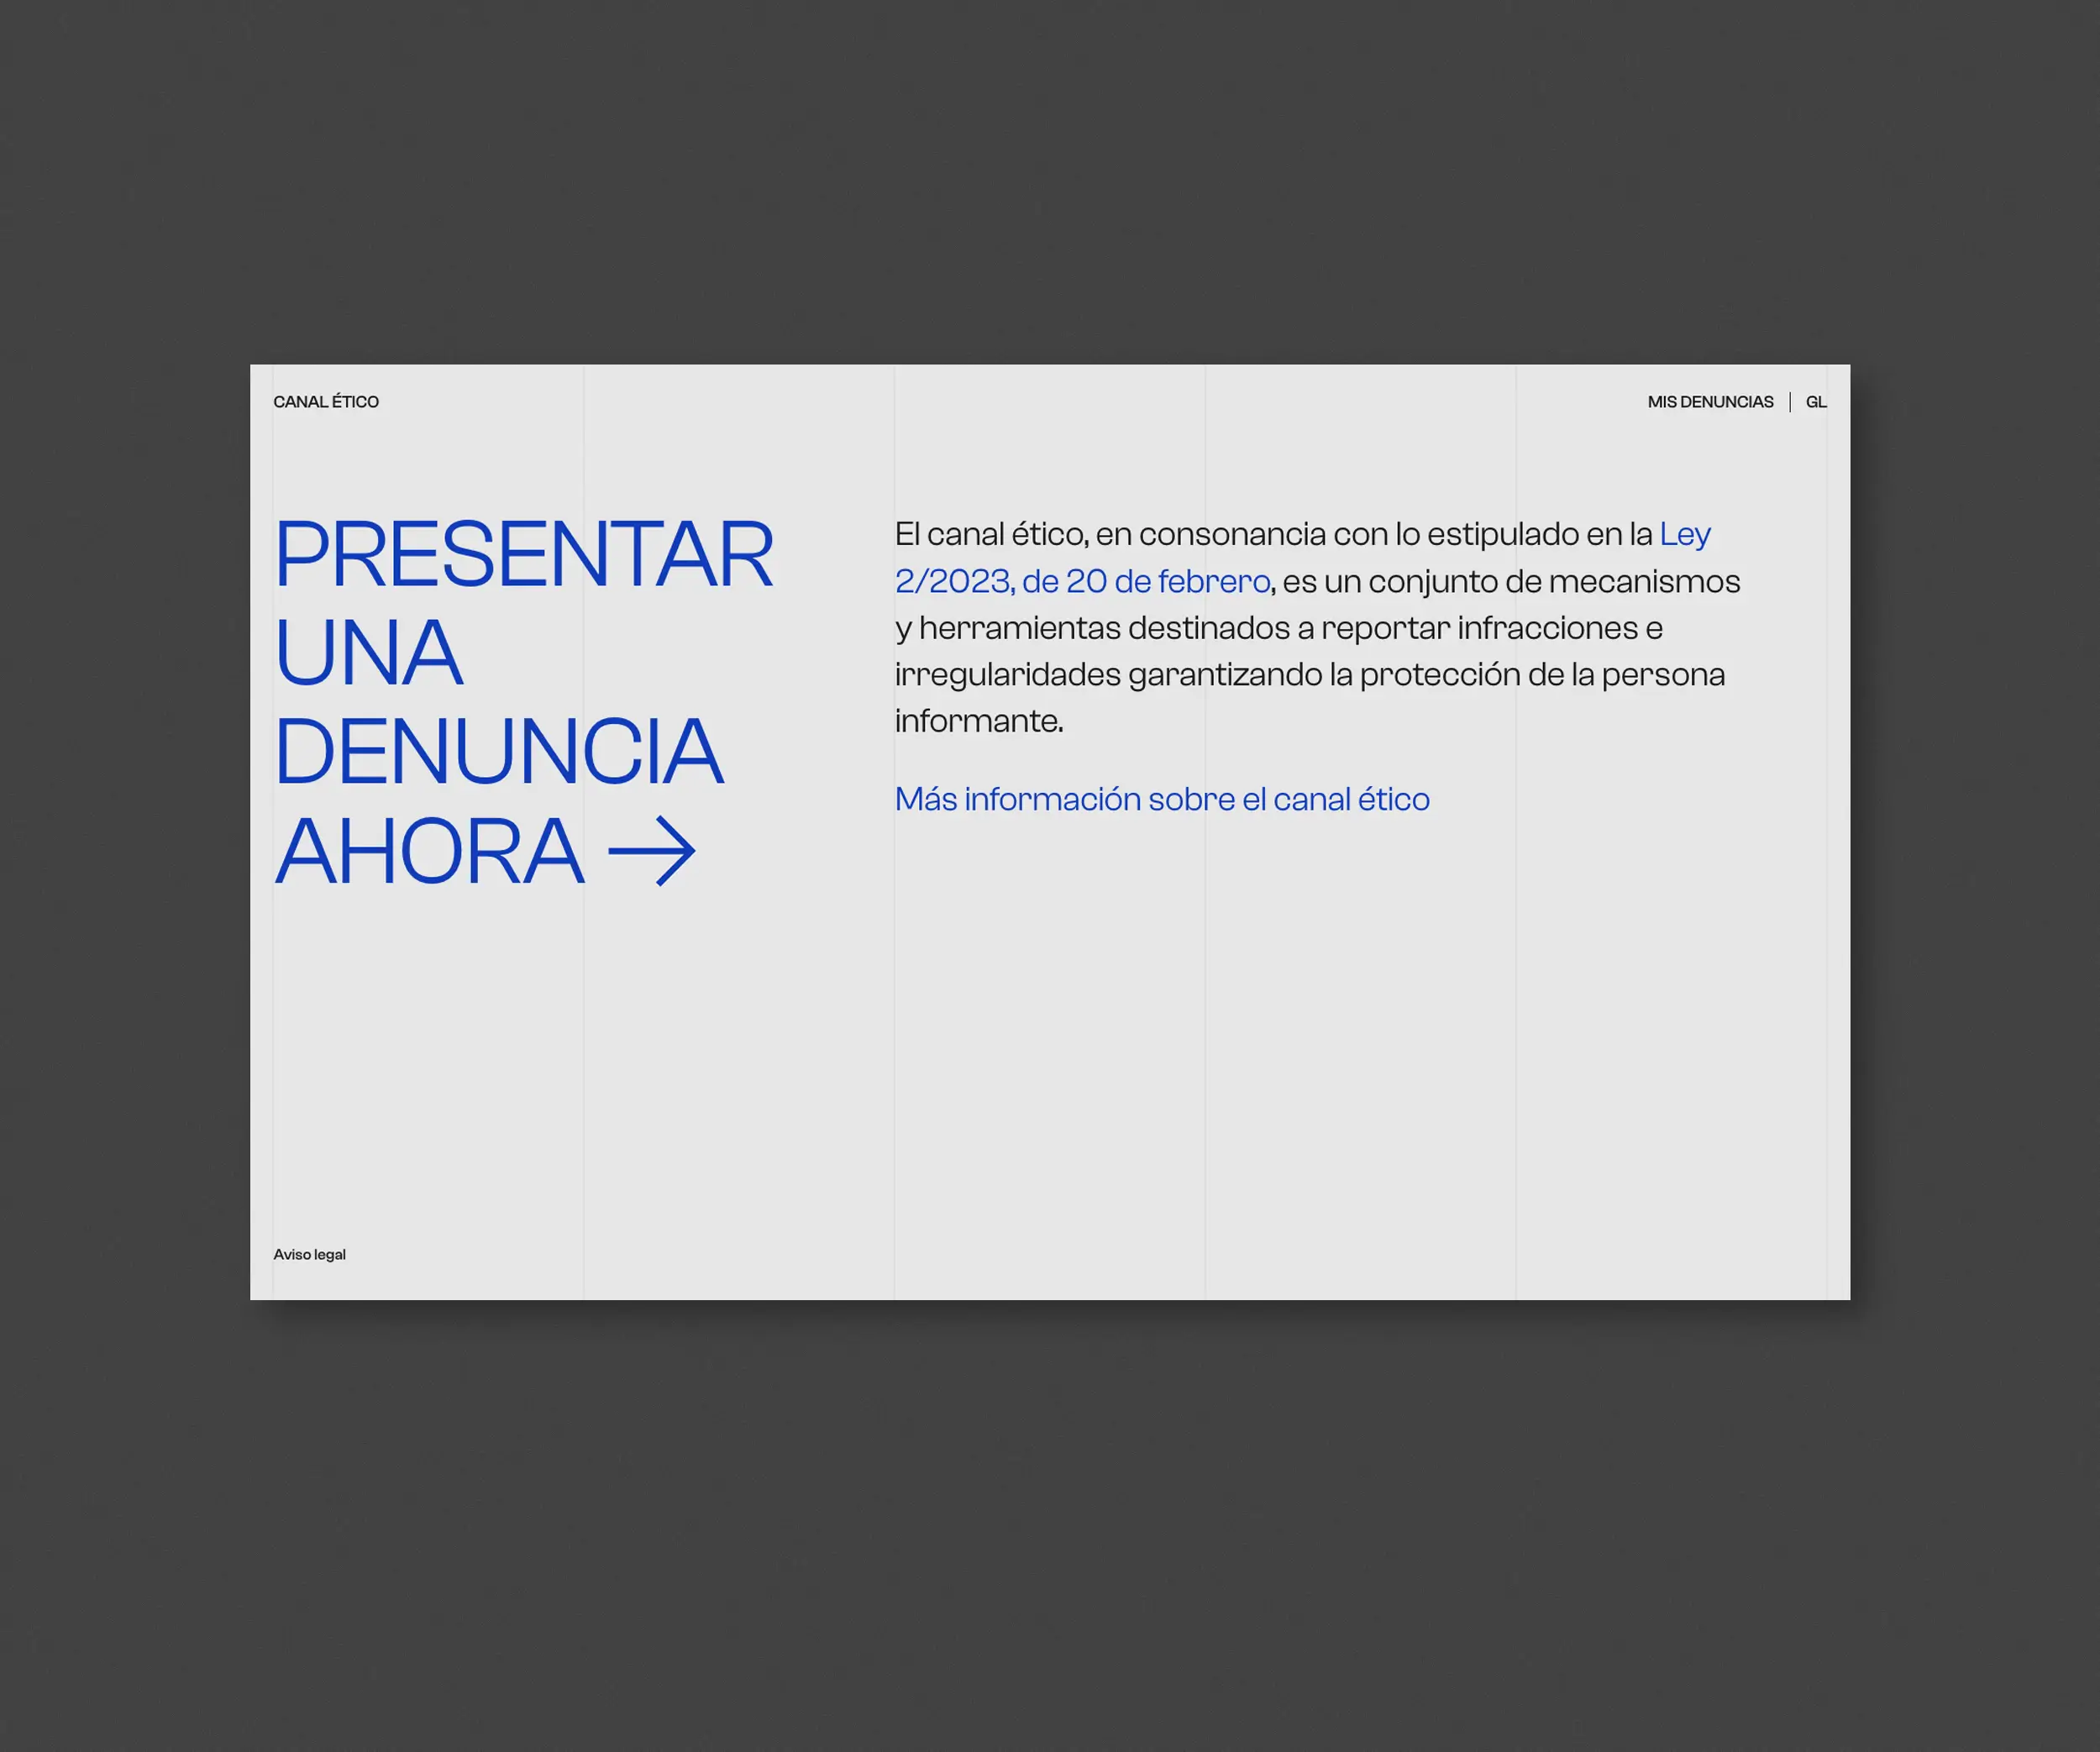 CANAL ÉTICO
MIS DENUNCIAS | GL
PRESENTAR
UNA
DENUNCIA
AHORA →
El canal ético, en consonancia con lo estipulado en la Ley
2/2023, de 20 de febrero, es un conjunto de mecanismos
y herramientas destinados a reportar infracciones e
irregularidades garantizando la protección de la persona
informante.
Más información sobre el canal ético
Aviso legal